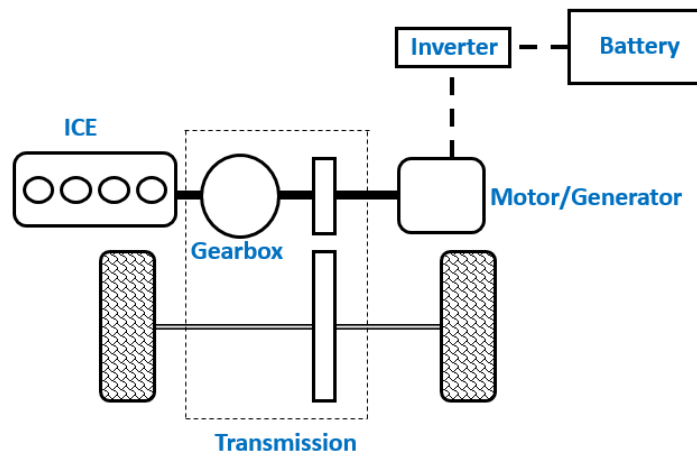 Inverter
Battery
ICE
Motor/Generator
Gearbox
Transmission